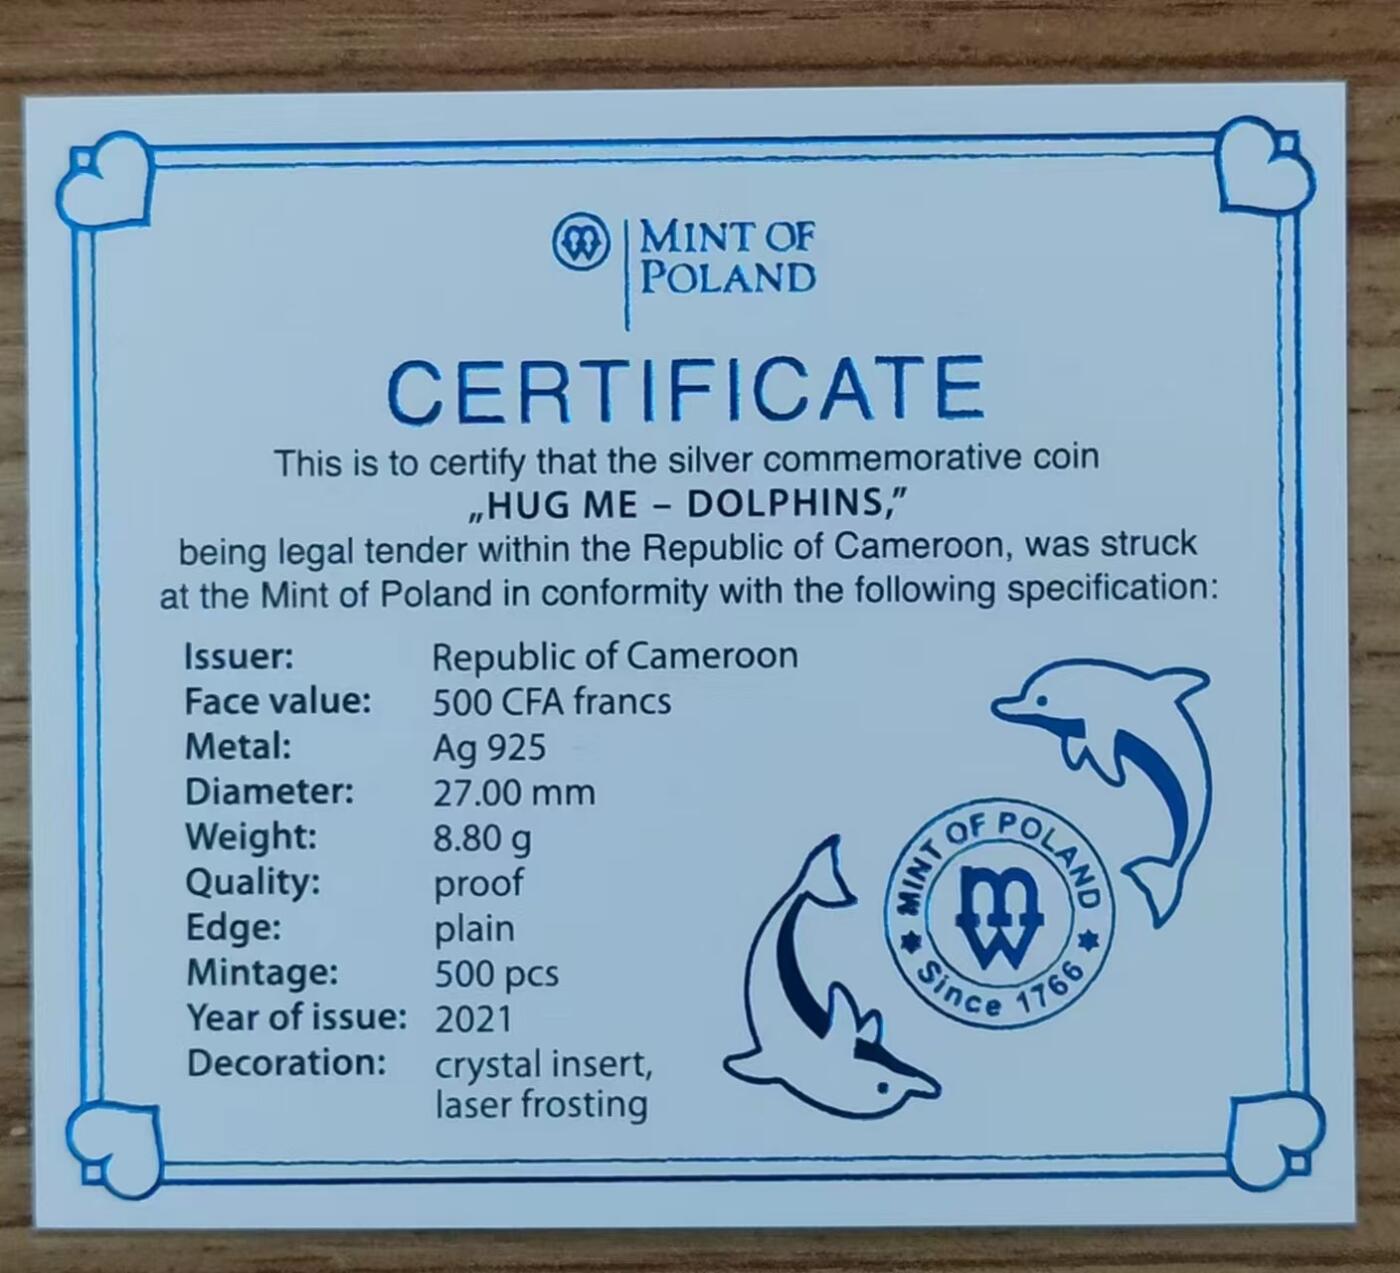 MINT OF
POLAND
CERTIFICATE
This is to certify that the silver commemorative coin
„HUG ME – DOLPHINS,”
being legal tender within the Republic of Cameroon, was struck
at the Mint of Poland in conformity with the following specification:
Issuer: Republic of Cameroon
Face value: 500 CFA francs
Metal: Ag 925
Diameter: 27.00 mm
Weight: 8.80 g
Quality: proof
Edge: plain
Mintage: 500 pcs
Year of issue: 2021
Decoration: crystal insert,
laser frosting
MINT OF POLAND
mw
Since 1766